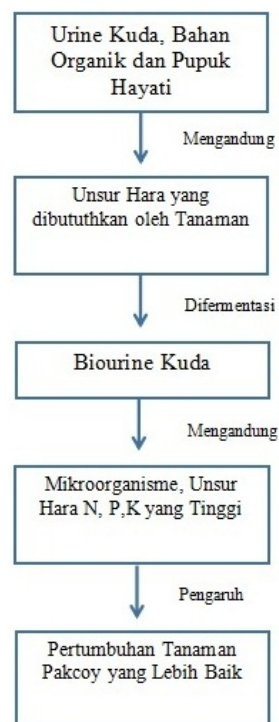 Urine Kuda, Bahan
Organik dan Pupuk
Hayati
Mengandung
Unsur Hara yang
dibututhkan oleh Tanaman
Difermentasi
Biourine Kuda
Mengandung
Mikroorganisme, Unsur
Hara N, P,K yang Tinggi
Pengaruh
Pertumbuhan Tanaman
Pakcoy yang Lebih Baik